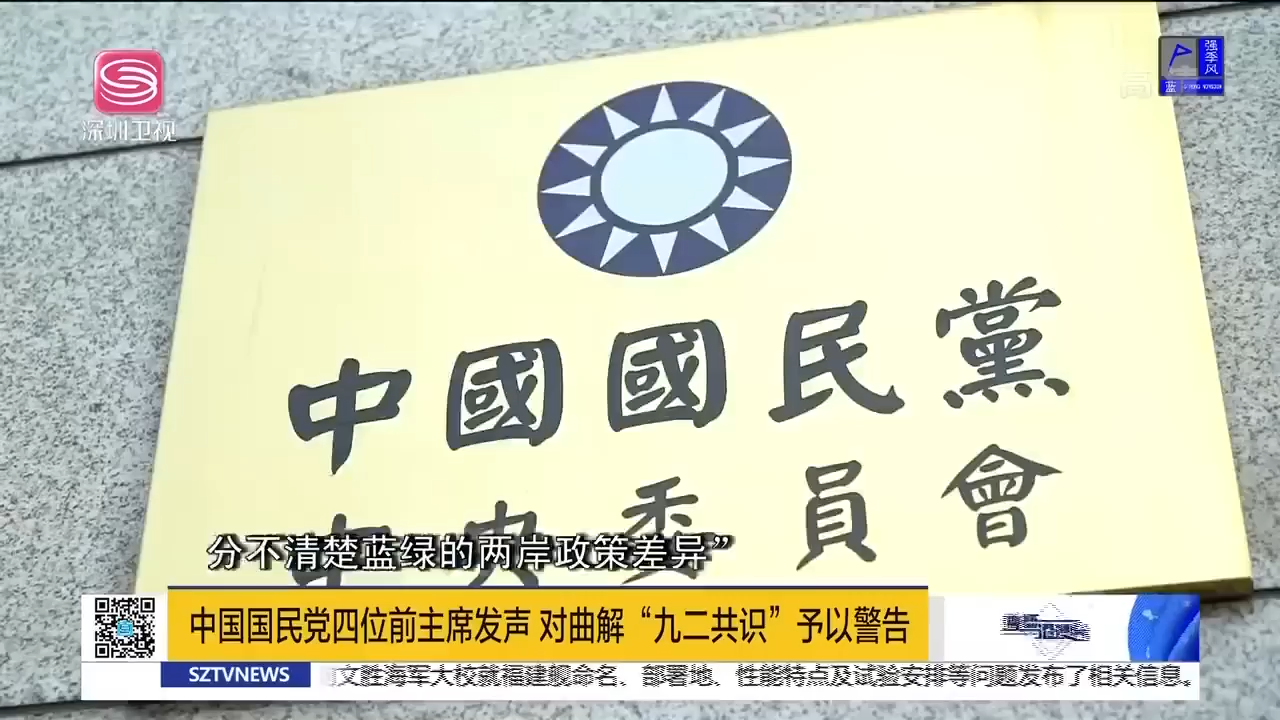 深圳卫视
强季风
蓝
中國國民黨
中央委員會
分不清楚蓝绿的两岸政策差异”
中国国民党四位前主席发声 对曲解“九二共识”予以警告
SZTVNEWS
文胜海军大校就福建舰命名、部署地、性能特点及试验安排等问题发布了相关信息。